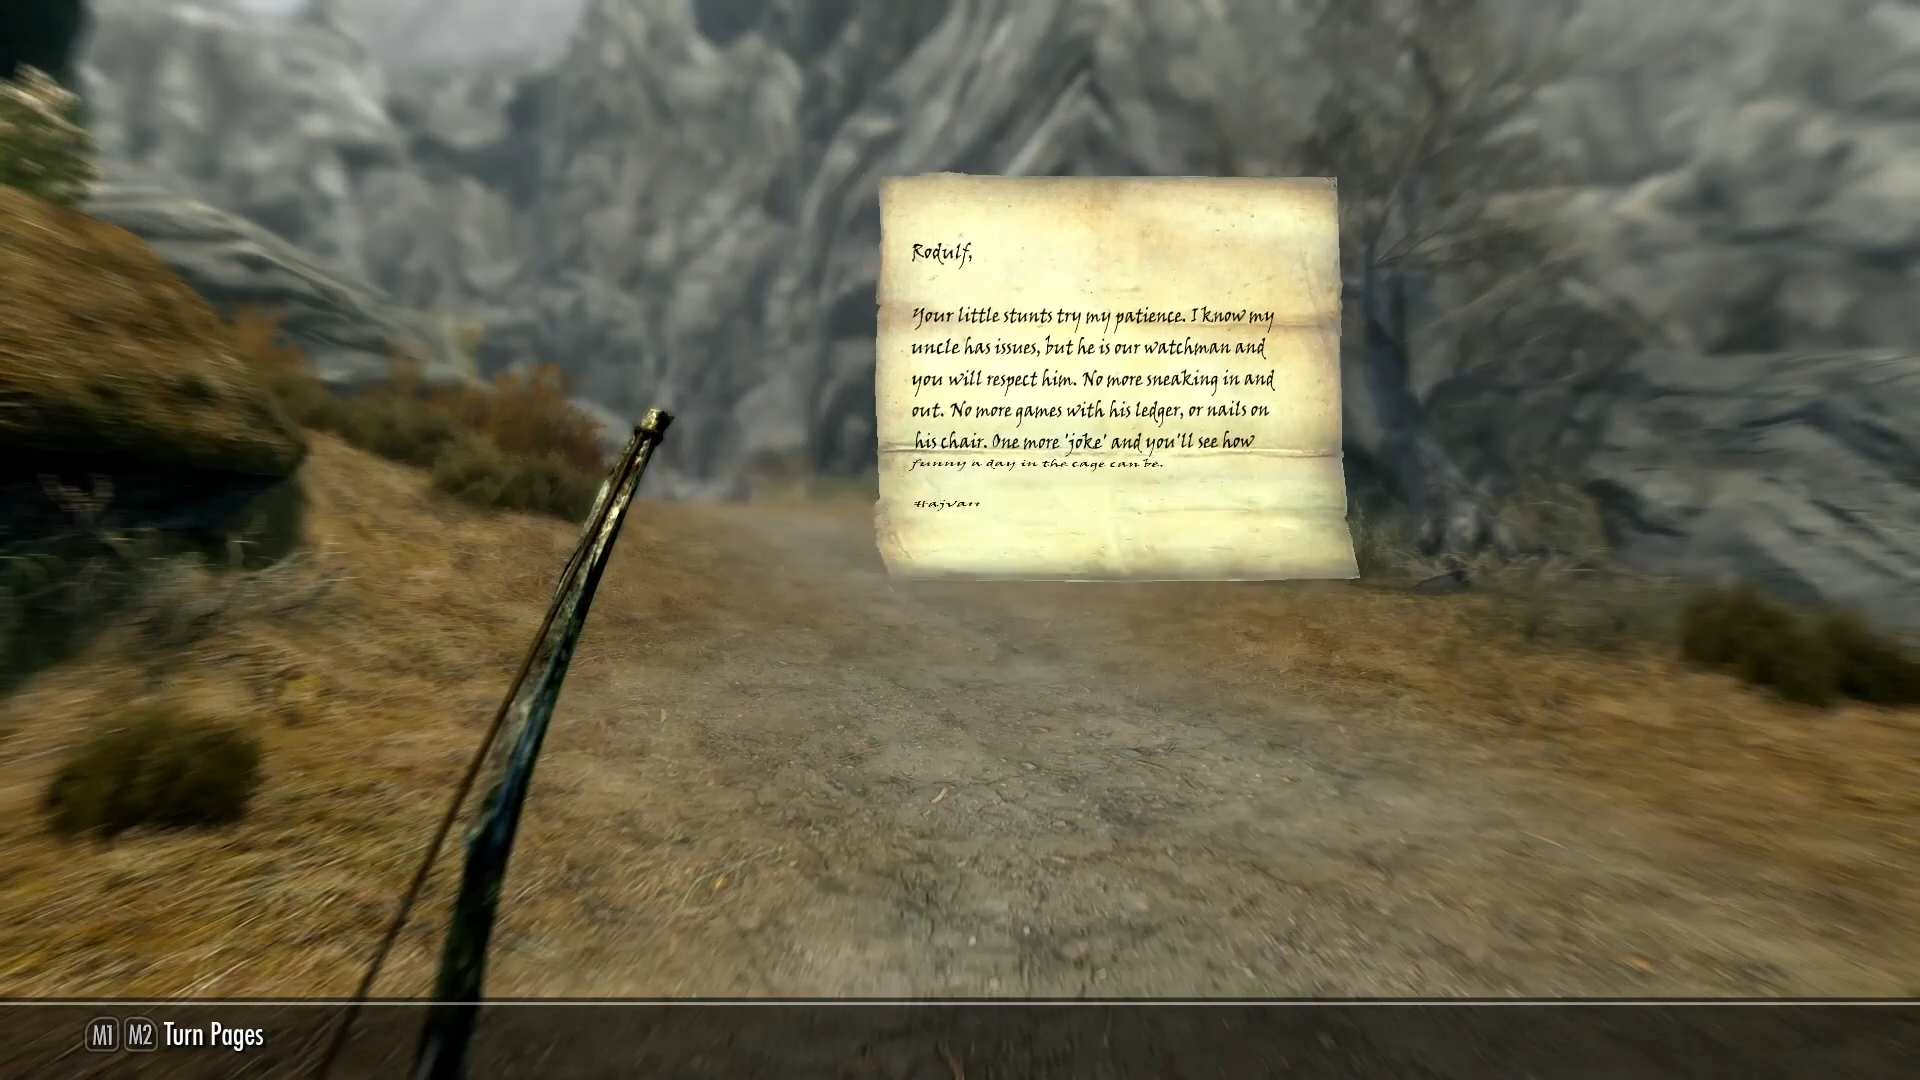 Rodulf,
Your little stunts try my patience. I know my
uncle has issues, but he is our watchman and
you will respect him. No more sneaking in and
out. No more games with his ledger, or nails on
his chair. One more 'joke' and you'll see how
funny a day in the cage can be.
Hajvarr
M1 M2 Turn Pages